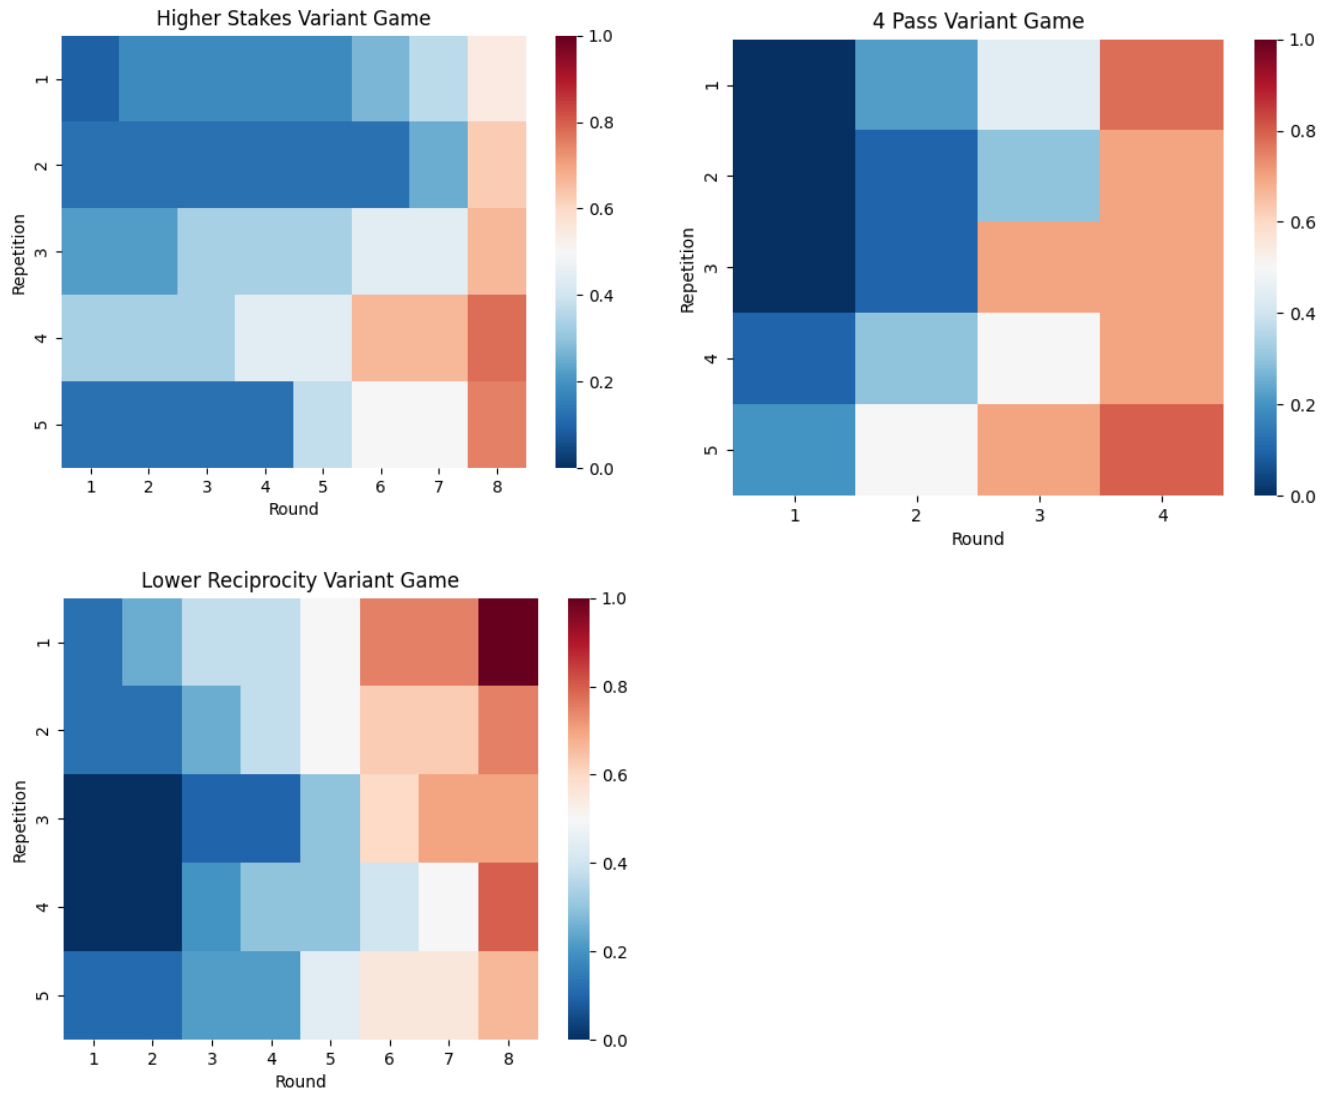 Higher Stakes Variant Game
Repetition
1
2
3
4
5
1 2 3 4 5 6 7 8
Round
1.0
0.8
0.6
0.4
0.2
0.0
4 Pass Variant Game
Repetition
1
2
3
4
5
1 2 3 4
Round
1.0
0.8
0.6
0.4
0.2
0.0
Lower Reciprocity Variant Game
Repetition
1
2
3
4
5
1 2 3 4 5 6 7 8
Round
1.0
0.8
0.6
0.4
0.2
0.0